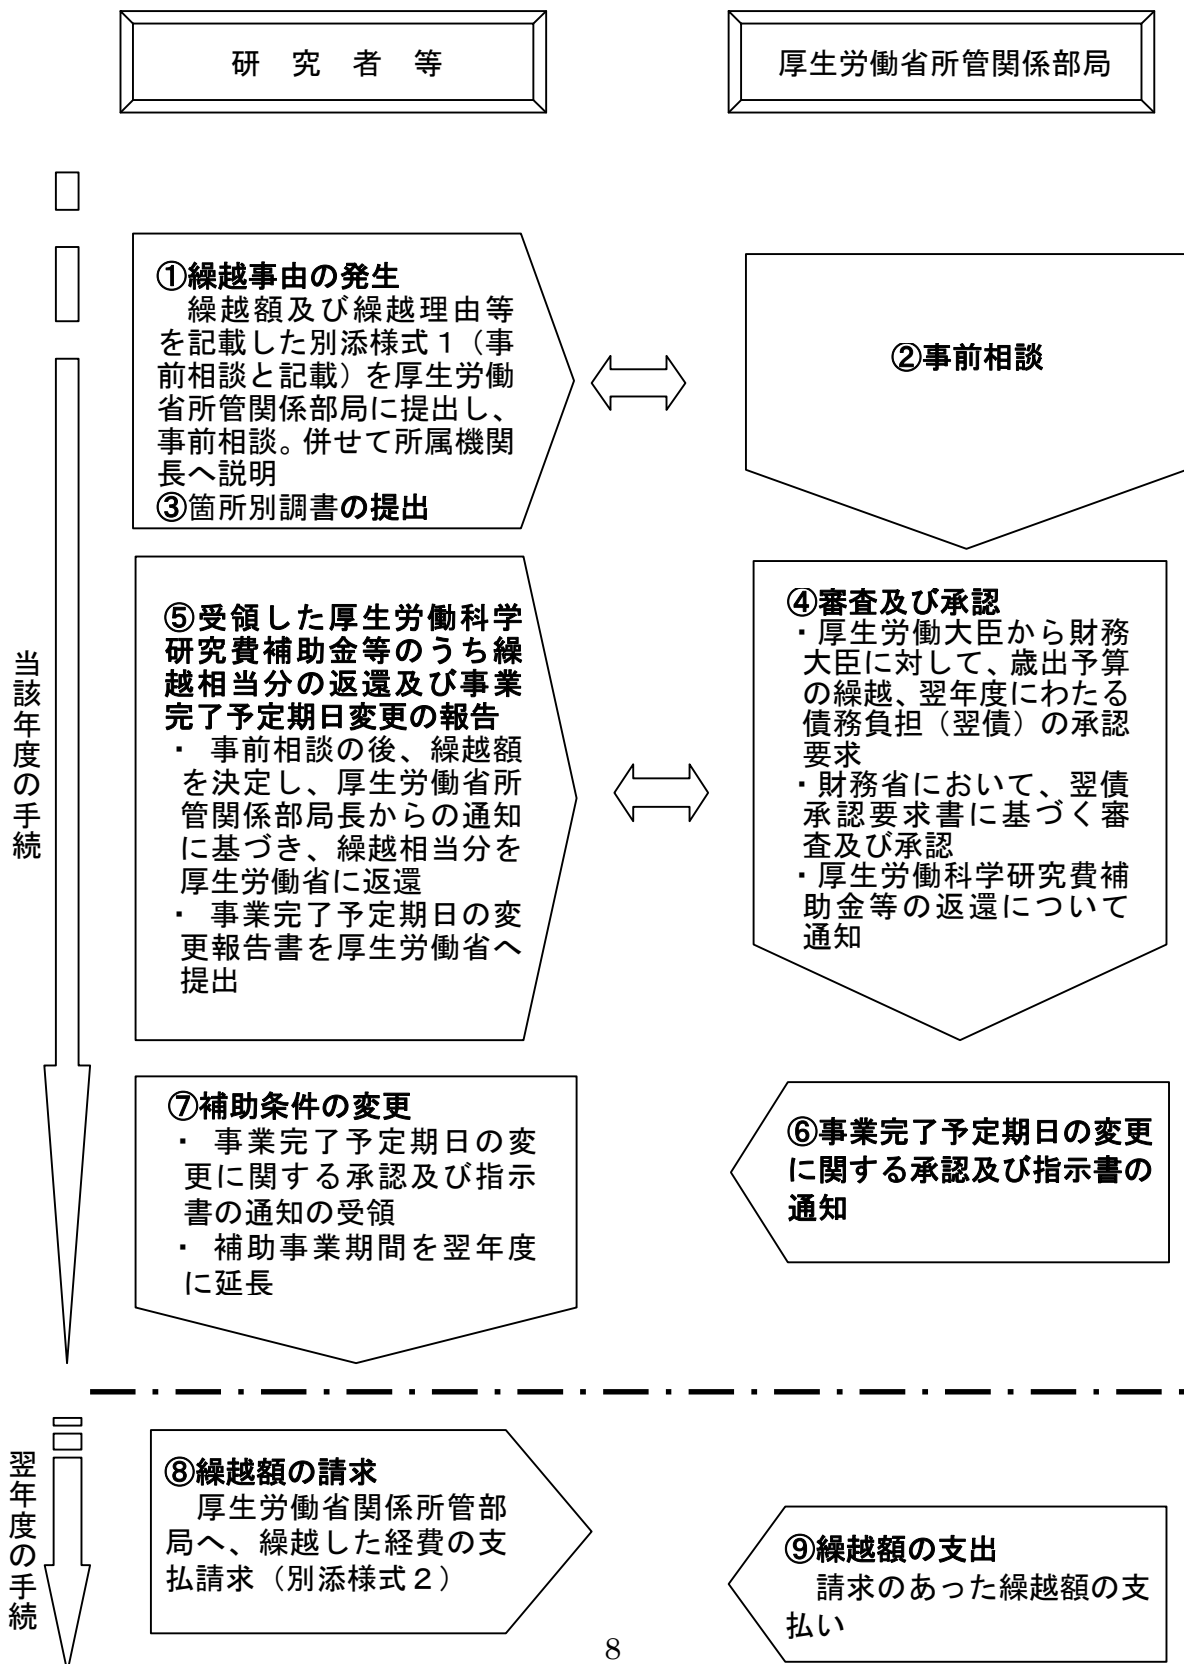 研究者等
厚生労働省所管関係部局
当該年度の手続
①繰越事由の発生
繰越額及び繰越理由等
を記載した別添様式1（事
前相談と記載）を厚生労働
省所管関係部局に提出し、
事前相談。併せて所属機関
長へ説明
③箇所別調書の提出
②事前相談
⑤受領した厚生労働科学
研究費補助金等のうち繰
越相当分の返還及び事業
完了予定期日変更の報告
・ 事前相談の後、繰越額
を決定し、厚生労働省所
管関係部局長からの通知
に基づき、繰越相当分を
厚生労働省に返還
・ 事業完了予定期日の変
更報告書を厚生労働省へ
提出
④審査及び承認
・厚生労働大臣から財務
大臣に対して、歳出予算
の繰越、翌年度にわたる
債務負担（翌債）の承認
要求
・財務省において、翌債
承認要求書に基づく審
査及び承認
・厚生労働科学研究費補
助金等の返還について
通知
⑦補助条件の変更
・ 事業完了予定期日の変
更に関する承認及び指示
書の通知の受領
・ 補助事業期間を翌年度
に延長
⑥事業完了予定期日の変更
に関する承認及び指示書の
通知
翌年度の手続
⑧繰越額の請求
厚生労働省関係所管部
局へ、繰越した経費の支
払請求（別添様式２）
⑨繰越額の支出
請求のあった繰越額の支
払い
8